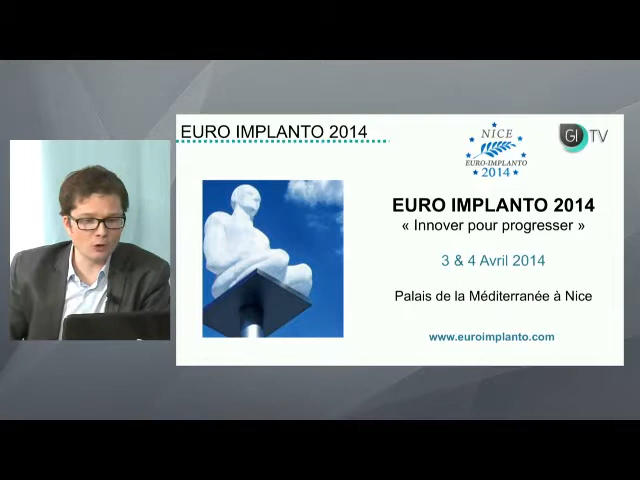 EURO IMPLANTO 2014
NICE
EURO-IMPLANTO
2014
GI TV
EURO IMPLANTO 2014
« Innover pour progresser »
3 & 4 Avril 2014
Palais de la Méditerranée à Nice
www.euroimplanto.com